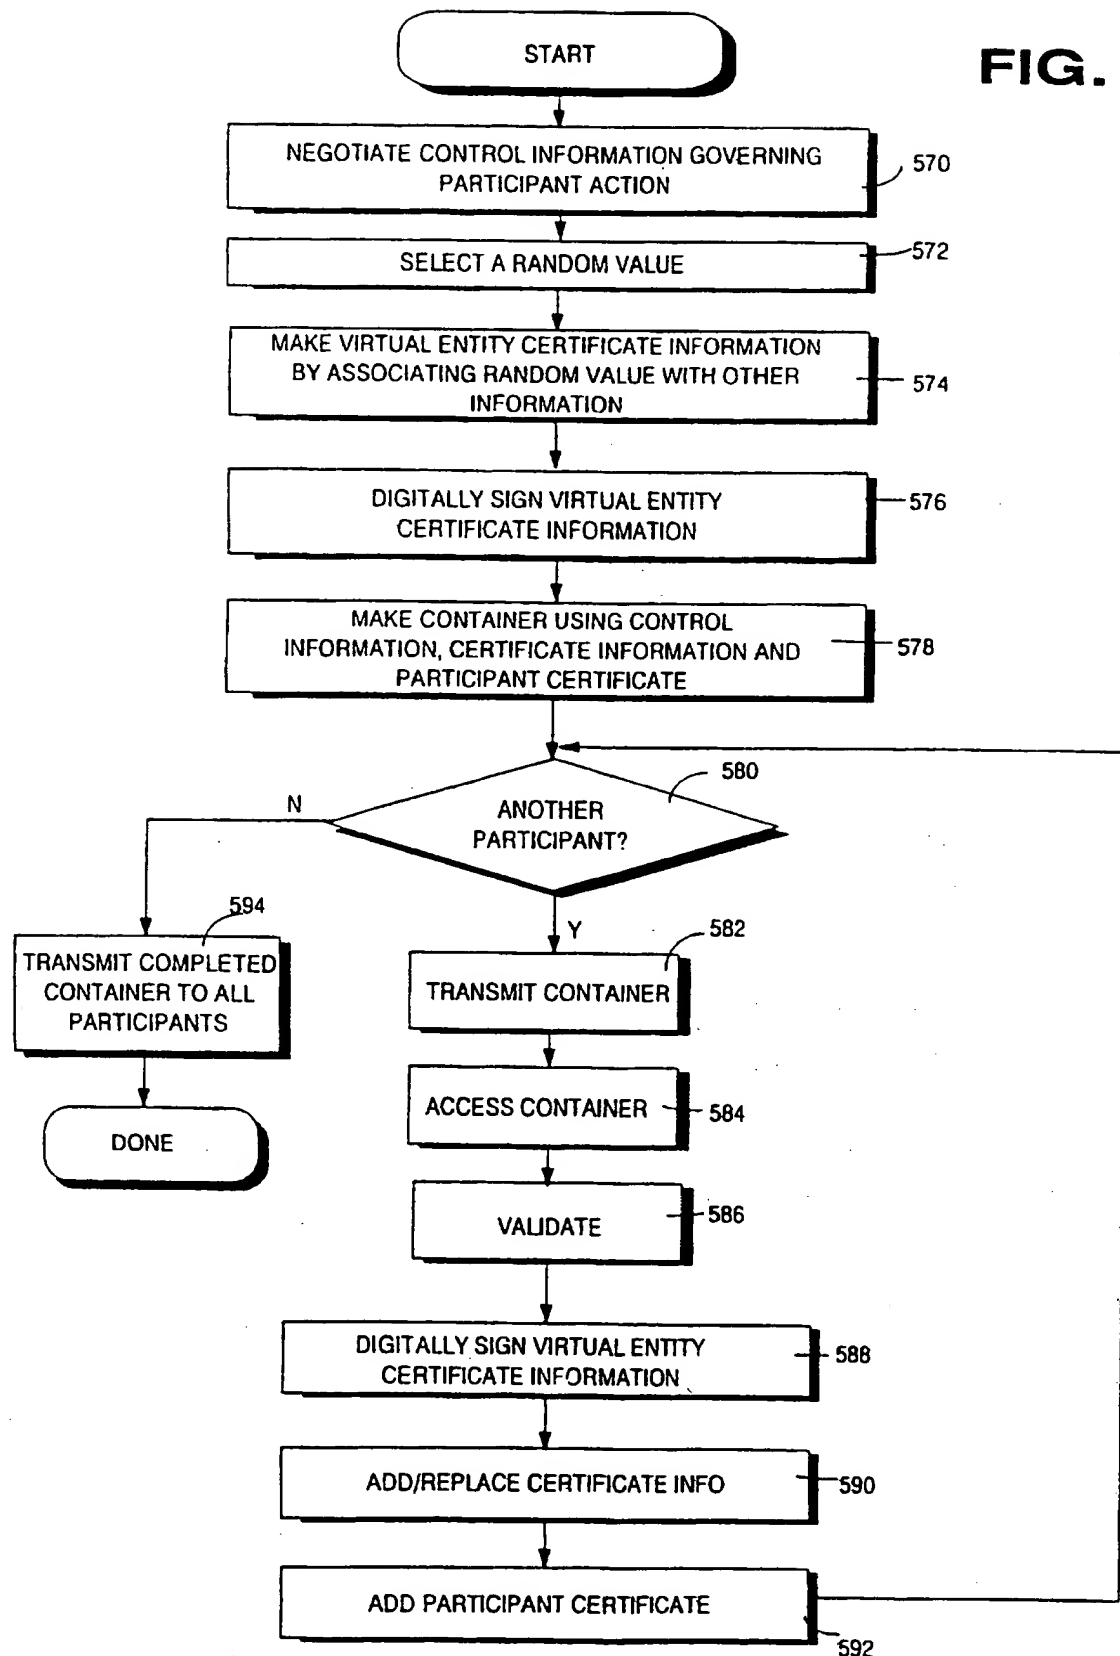 START
FIG.
NEGOTIATE CONTROL INFORMATION GOVERNING
PARTICIPANT ACTION
570
SELECT A RANDOM VALUE
572
MAKE VIRTUAL ENTITY CERTIFICATE INFORMATION
BY ASSOCIATING RANDOM VALUE WITH OTHER
INFORMATION
574
DIGITALLY SIGN VIRTUAL ENTITY
CERTIFICATE INFORMATION
576
MAKE CONTAINER USING CONTROL
INFORMATION, CERTIFICATE INFORMATION AND
PARTICIPANT CERTIFICATE
578
580
N
ANOTHER
PARTICIPANT?
594
Y
582
TRANSMIT COMPLETED
CONTAINER TO ALL
PARTICIPANTS
TRANSMIT CONTAINER
ACCESS CONTAINER
584
DONE
VALIDATE
586
DIGITALLY SIGN VIRTUAL ENTITY
CERTIFICATE INFORMATION
588
ADD/REPLACE CERTIFICATE INFO
590
ADD PARTICIPANT CERTIFICATE
592